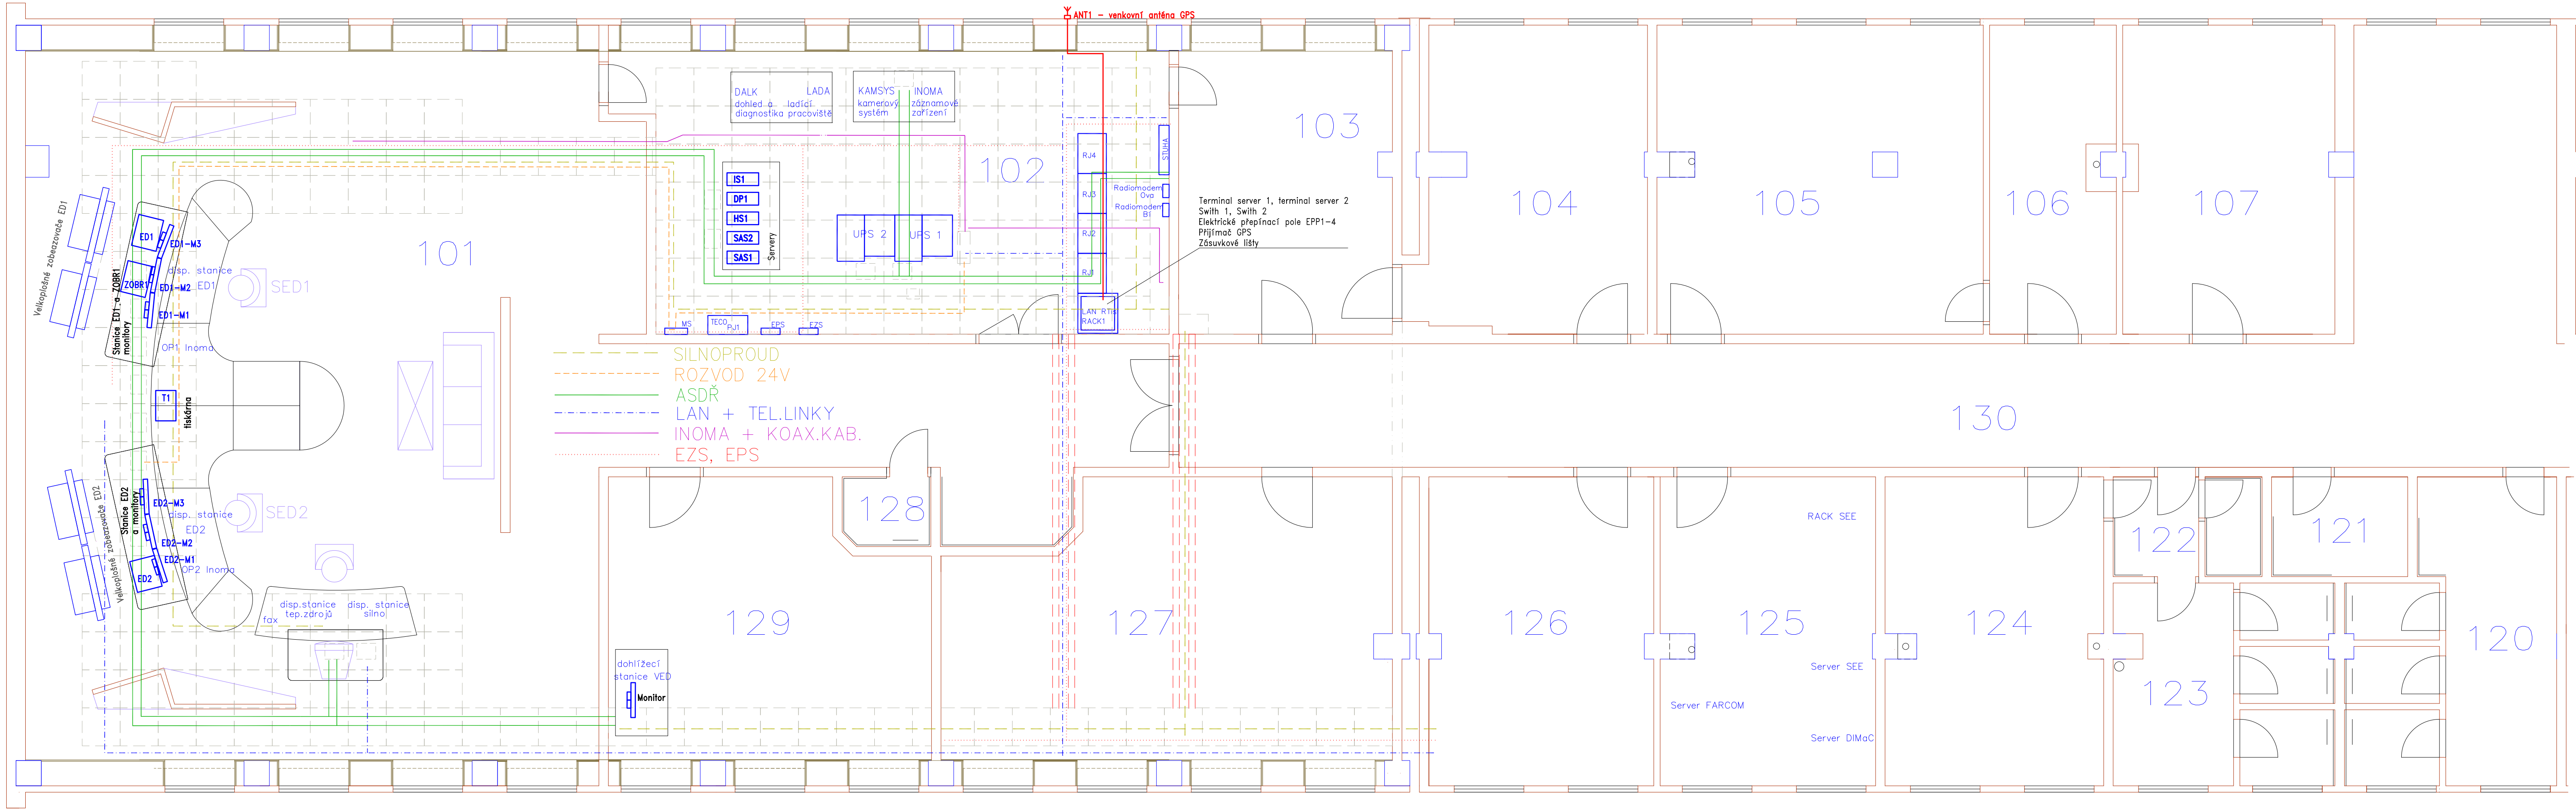 ANT1 - venkovní anténa GPS
DALK LADA
dohled a ladící
diagnostika pracoviště
KAMSYS INOMA
kamerový záznamové
systém zařízení
101
102
103
104
105
106
107
130
STUHA
RJ4
RJ3
RJ2
RJ1
Radiomodem
Ova
Radiomodem
B1
LAN RTis
RACK1
Terminal server 1, terminal server 2
Swith 1, Swith 2
Elektrické přepínací pole EPP1-4
Přijímač GPS
Zásuvkové lišty
IS1
DP1
HS1
SAS2
SAS1
Servery
UPS 2
UPS 1
MS
TECO
PJ1
EPS
EZS
Velkoplošné zobeazovače ED1
ED1
ED1-M3
disp. stanice
ED1
ZOBR1
ED1-M2
ED1-M1
Stanice ED1.a ZOBR1
monitory
SED1
OP1 Inoma
T1
tiskárna
SILNOPROUD
ROZVOD 24V
ASDŘ
LAN + TEL.LINKY
INOMA + KOAX.KAB.
EZS, EPS
Velkoplošné zobeazovače ED2
Stanice ED2
a monitory
ED2-M3
disp. stanice
ED2
ED2-M2
ED2-M1
OP2 Inoma
ED2
SED2
disp.stanice
tep.zdrojů
disp. stanice
silno
fax
dohlížecí
stanice VED
Monitor
128
129
127
126
125
124
123
122
121
120
RACK SEE
Server SEE
Server FARCOM
Server DIMaC